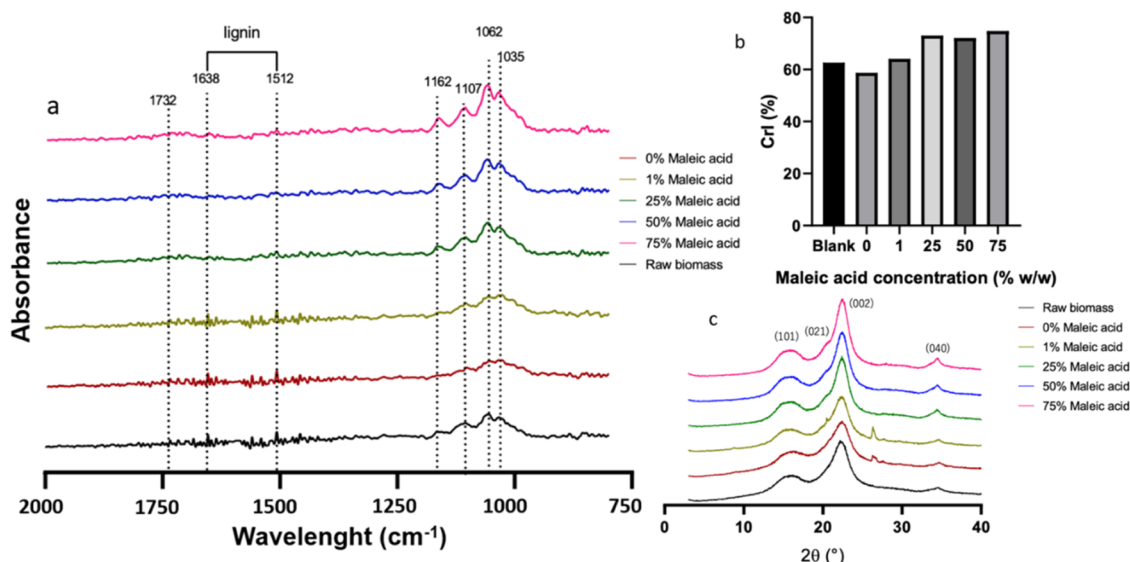 a
lignin
1732
1638
1512
1162
1107
1062
1035
Absorbance
0% Maleic acid
1% Maleic acid
25% Maleic acid
50% Maleic acid
75% Maleic acid
Raw biomass
2000 1750 1500 1250 1000 750
Wavelenght (cm⁻¹)
b
CrI (%)
80
60
40
20
0
Blank 0 1 25 50 75
Maleic acid concentration (% w/w)
c
(101)
(021)
(002)
(040)
Raw biomass
0% Maleic acid
1% Maleic acid
25% Maleic acid
50% Maleic acid
75% Maleic acid
0 10 20 30 40
2θ (°)